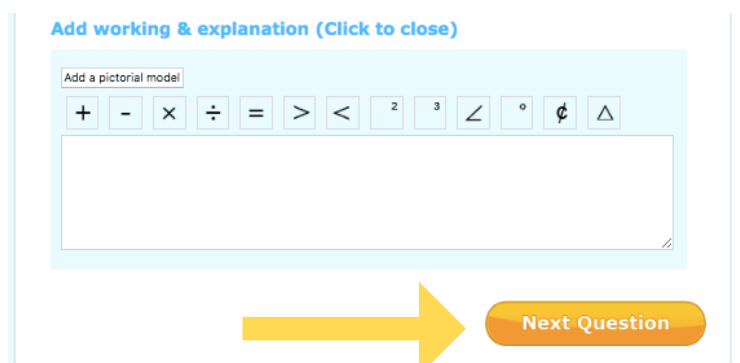 Add working & explanation (Click to close)
Add a pictorial model
+ - × ÷ = > < ² ³ ∠ ° ¢ △
Next Question